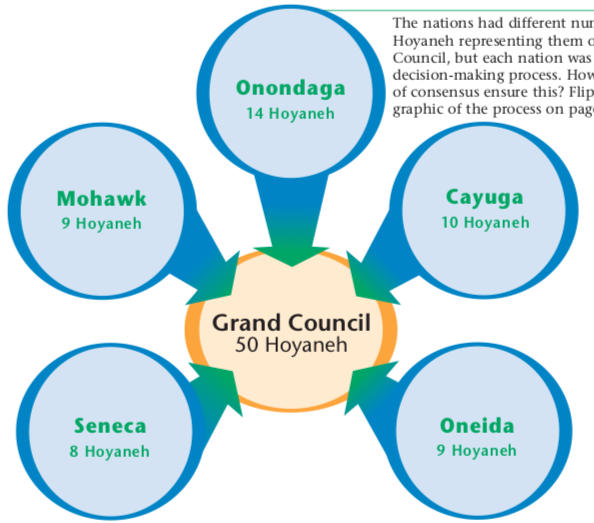 The nations had different
Hoyaneh representing them
Council, but each nation was
decision-making process.
of consensus ensure this?
graphic of the process on
Onondaga
14 Hoyaneh
Mohawk
9 Hoyaneh
Cayuga
10 Hoyaneh
Grand Council
50 Hoyaneh
Seneca
8 Hoyaneh
Oneida
9 Hoyaneh